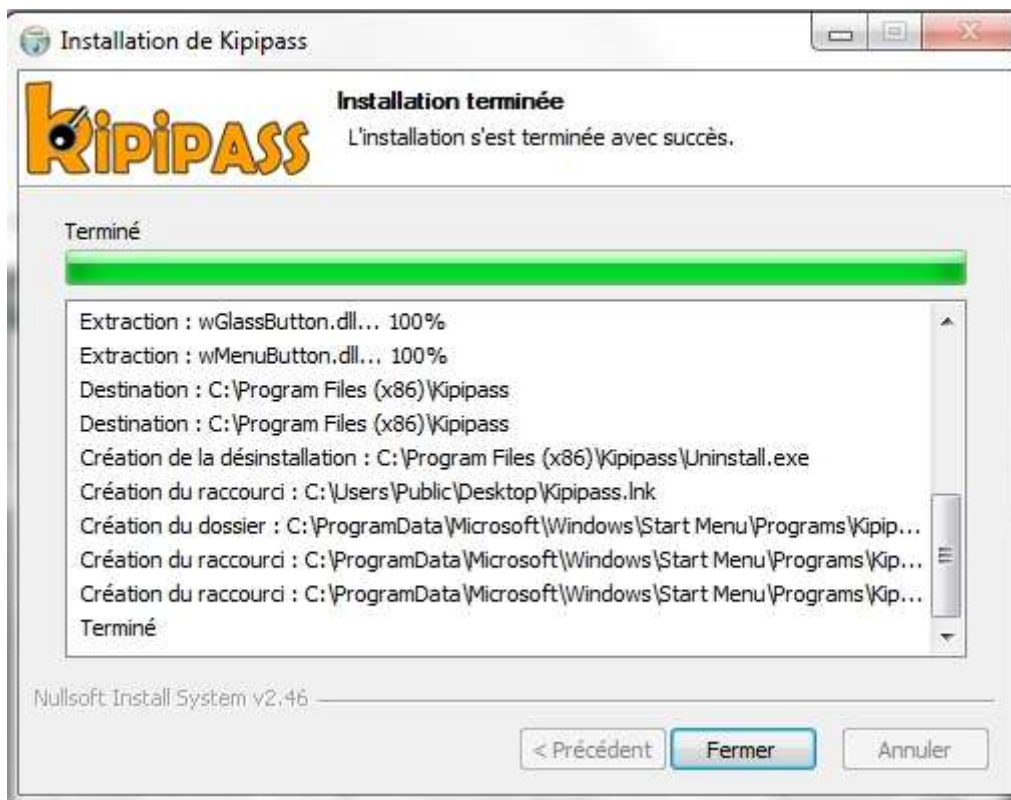 Installation de Kipipass
kipipass
Installation terminée
L'installation s'est terminée avec succès.
Terminé
Extraction : wGlassButton.dll... 100%
Extraction : wMenuButton.dll... 100%
Destination : C:\Program Files (x86)\Kipipass
Destination : C:\Program Files (x86)\Kipipass
Création de la désinstallation : C:\Program Files (x86)\Kipipass\Uninstall.exe
Création du raccourci : C:\Users\Public\Desktop\Kipipass.lnk
Création du dossier : C:\ProgramData\Microsoft\Windows\Start Menu\Programs\Kipip...
Création du raccourci : C:\ProgramData\Microsoft\Windows\Start Menu\Programs\Kip...
Création du raccourci : C:\ProgramData\Microsoft\Windows\Start Menu\Programs\Kip...
Terminé
Nullsoft Install System v2.46
< Précédent Fermer Annuler